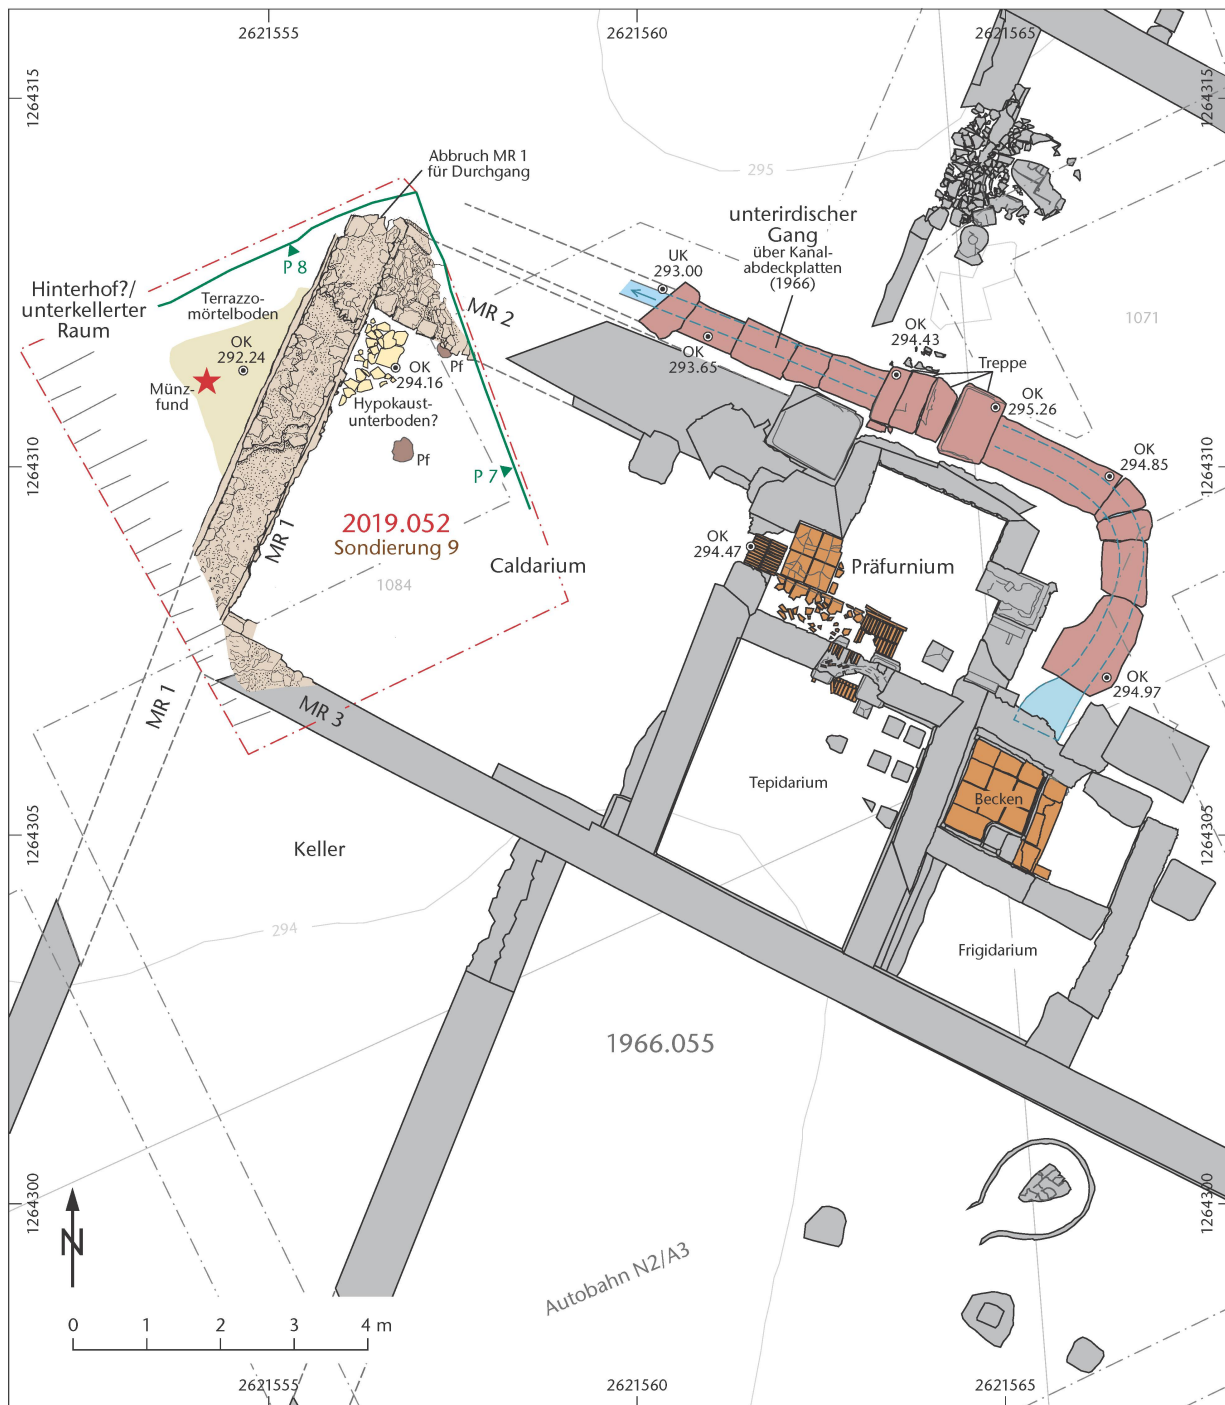 2621555
2621560
2621565
1264315
1264315
295
Abbruch MR 1
für Durchgang
unterirdischer
Gang
über Kanal-
abdeckplatten
(1966)
P 8
UK
293.00
Hinterhof?/
unterkellerter
Raum
Terrazzo-
mörtelboden
MR 2
1071
OK
292.24
OK
293.65
OK
294.43
Treppe
Münz-
fund
Pf
OK
294.16
OK
295.26
Hypokaust-
unterboden?
Pf
P 7
OK
294.85
1264310
1264310
2019.052
Sondierung 9
MR 1
OK
294.47
Caldarium
Präfurnium
1084
MR 1
MR 3
OK
294.97
Tepidarium
Becken
1264305
1264305
Keller
294
Frigidarium
1966.055
1264300
1264300
N
Autobahn N2/A3
0 1 2 3 4 m
2621555
2621560
2621565